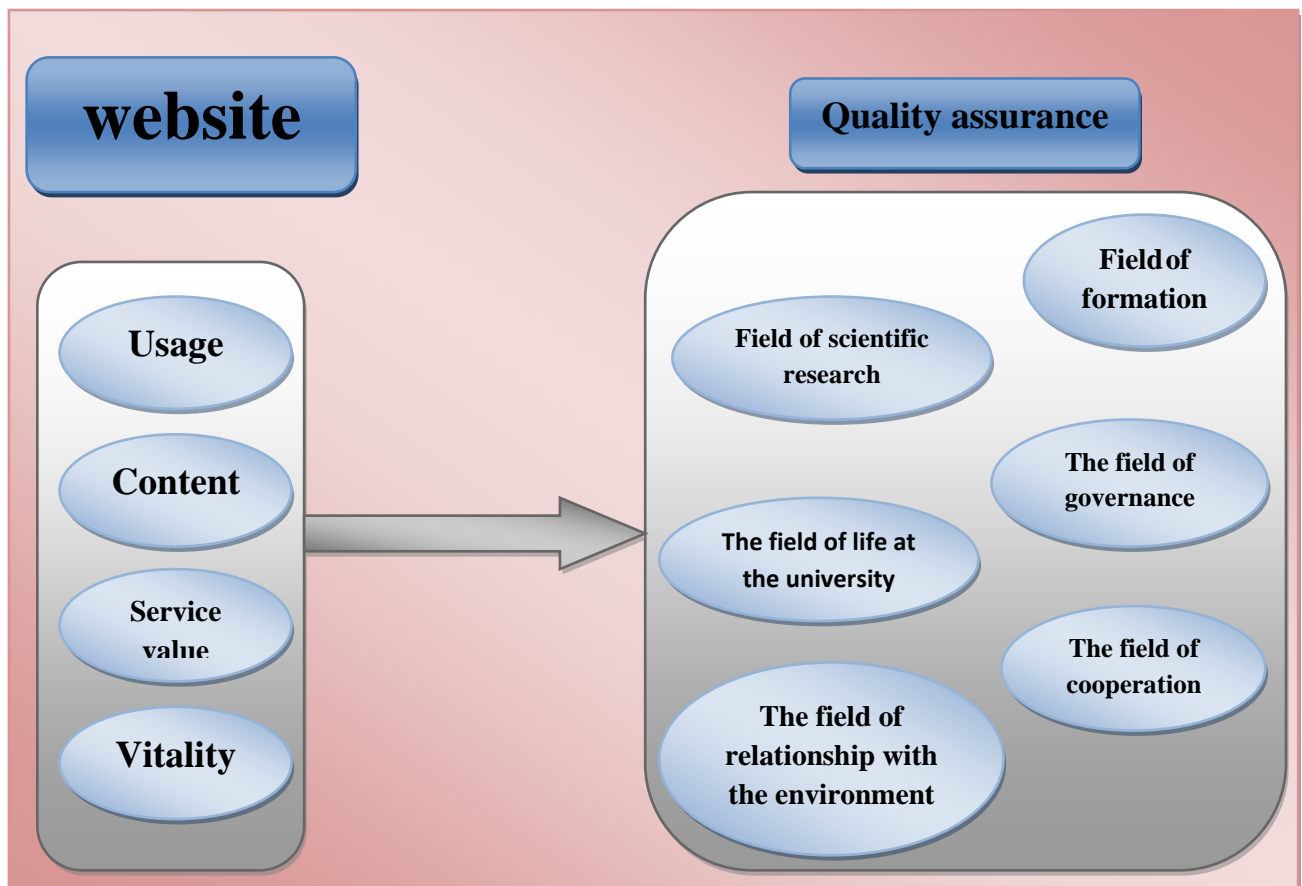 website
Quality assurance
Usage
Content
Service
value
Vitality
Field of
formation
Field of scientific
research
The field of
governance
The field of life at
the university
The field of
cooperation
The field of
relationship with
the environment